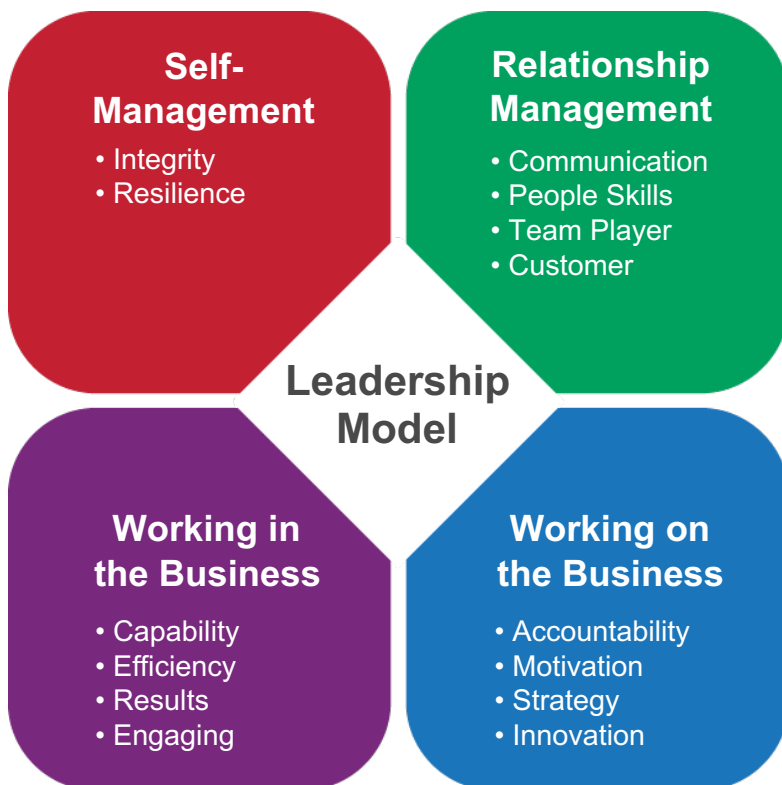 Self-
Management
• Integrity
• Resilience
Relationship
Management
• Communication
• People Skills
• Team Player
• Customer
Leadership
Model
Working in
the Business
• Capability
• Efficiency
• Results
• Engaging
Working on
the Business
• Accountability
• Motivation
• Strategy
• Innovation